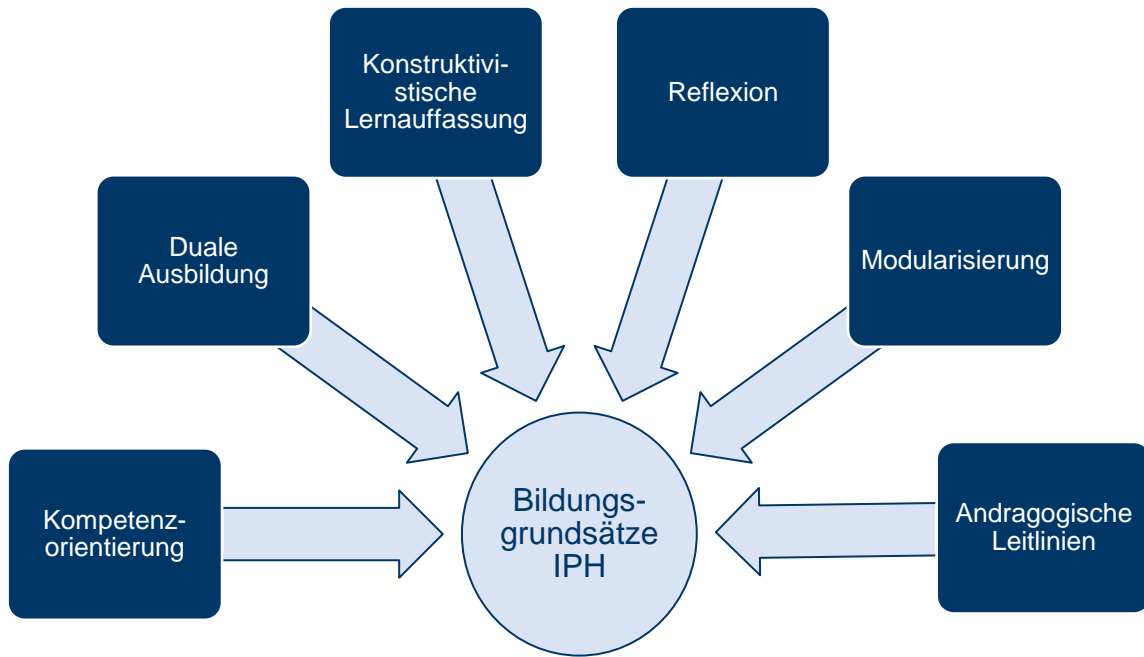 Konstruktivi-
stische
Lernauffassung
Reflexion
Duale
Ausbildung
Modularisierung
Kompetenz-
orientierung
Bildungs-
grundsätze
IPH
Andragogische
Leitlinien